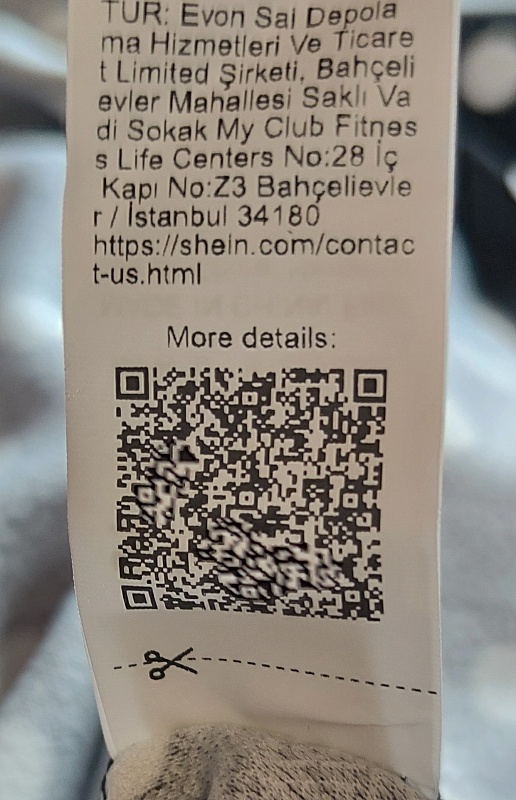 TUR: Evon Sai Depola
ma Hizmetleri Ve Ticare
t Limited Şirketi, Bahçeli
evler Mahallesi Saklı Va
di Sokak My Club Fitnes
s Life Centers No:28 İç
Kapı No:Z3 Bahçelievle
r / İstanbul 34180
https://shein.com/contac
t-us.html
More details: